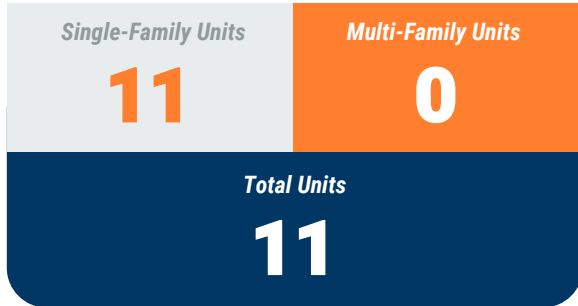 Single-Family Units
Multi-Family Units
11
0
Total Units
11